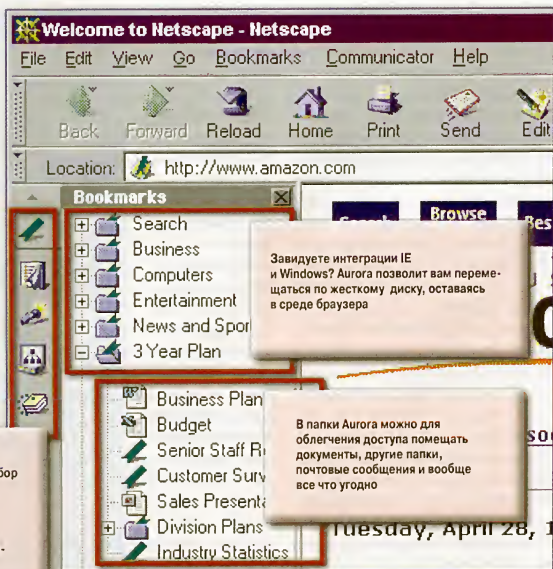 Welcome to Netscape - Netscape
File Edit View Go Bookmarks Communicator Help
Back Forward Reload Home Print Send Edit
Location: http://www.amazon.com
Bookmarks
Search
Business
Computers
Entertainment
News and Spor
3 Year Plan
Business Plan
Budget
Senior Staff R
Customer Surv
Sales Presenta
Division Plans
Industry Statistics
Browse
Завидуете интеграции IE
и Windows? Aurora позволит вам переме-
щаться по жесткому диску, оставаясь
в среде браузера
В папки Aurora можно для
облегчения доступа помещать
документы, другие папки,
почтовые сообщения и вообще
все что угодно
Tuesday, April 28, 1